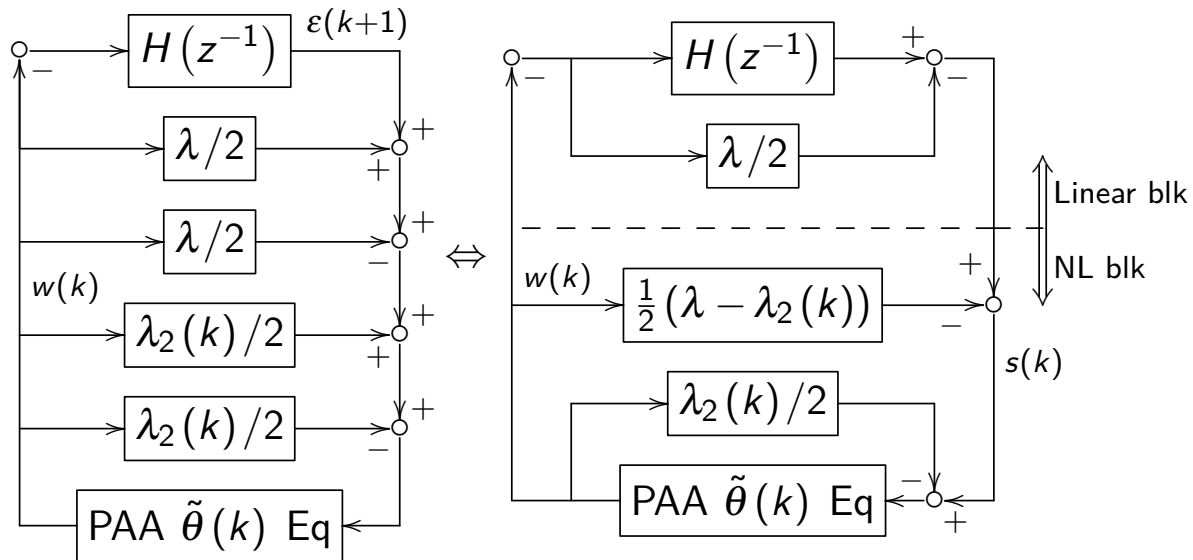 H(z⁻¹)
ε(k+1)
−
λ/2
+
+
λ/2
+
−
w(k)
λ₂(k)/2
+
+
λ₂(k)/2
+
−
PAA θ̃(k) Eq
⇔
H(z⁻¹)
+
−
−
λ/2
Linear blk
NL blk
w(k)
½(λ − λ₂(k))
+
−
s(k)
λ₂(k)/2
PAA θ̃(k) Eq
−
+